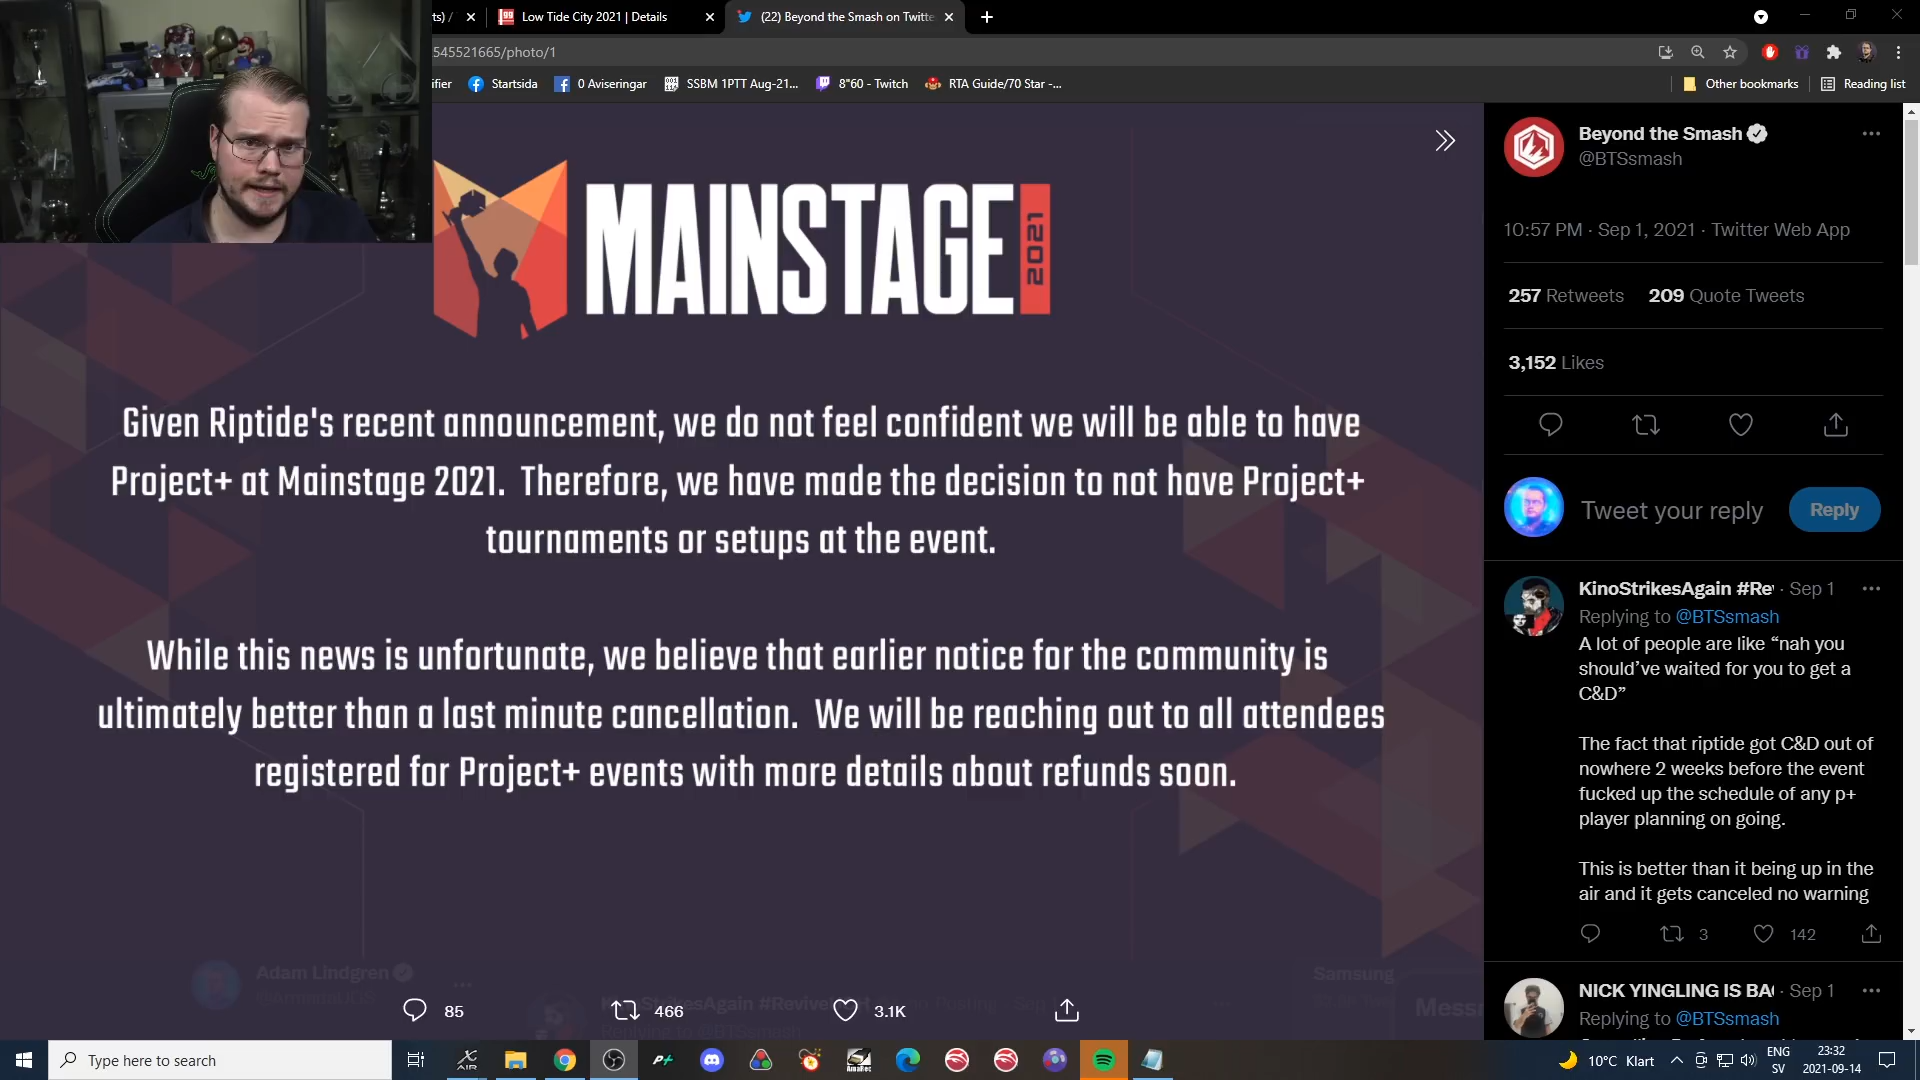 ts) /
Low Tide City 2021 | Details
(22) Beyond the Smash on Twitte
545521665/photo/1
ifier
Startsida
0 Aviseringar
SSBM 1PTT Aug-21...
8"60 - Twitch
RTA Guide/70 Star -...
Other bookmarks
Reading list
MAINSTAGE 2021
Given Riptide's recent announcement, we do not feel confident we will be able to have
Project+ at Mainstage 2021. Therefore, we have made the decision to not have Project+
tournaments or setups at the event.
While this news is unfortunate, we believe that earlier notice for the community is
ultimately better than a last minute cancellation. We will be reaching out to all attendees
registered for Project+ events with more details about refunds soon.
Adam Lindgren
Samsung
85
466
3.1K
Beyond the Smash
@BTSsmash
10:57 PM · Sep 1, 2021 · Twitter Web App
257 Retweets 209 Quote Tweets
3,152 Likes
Tweet your reply
Reply
KinoStrikesAgain #Re · Sep 1
Replying to @BTSsmash
A lot of people are like “nah you
should’ve waited for you to get a
C&D”
The fact that riptide got C&D out of
nowhere 2 weeks before the event
fucked up the schedule of any p+
player planning on going.
This is better than it being up in the
air and it gets canceled no warning
3
142
NICK YINGLING IS BA · Sep 1
Replying to @BTSsmash
Type here to search
10°C Klart
ENG
SV
23:32
2021-09-14